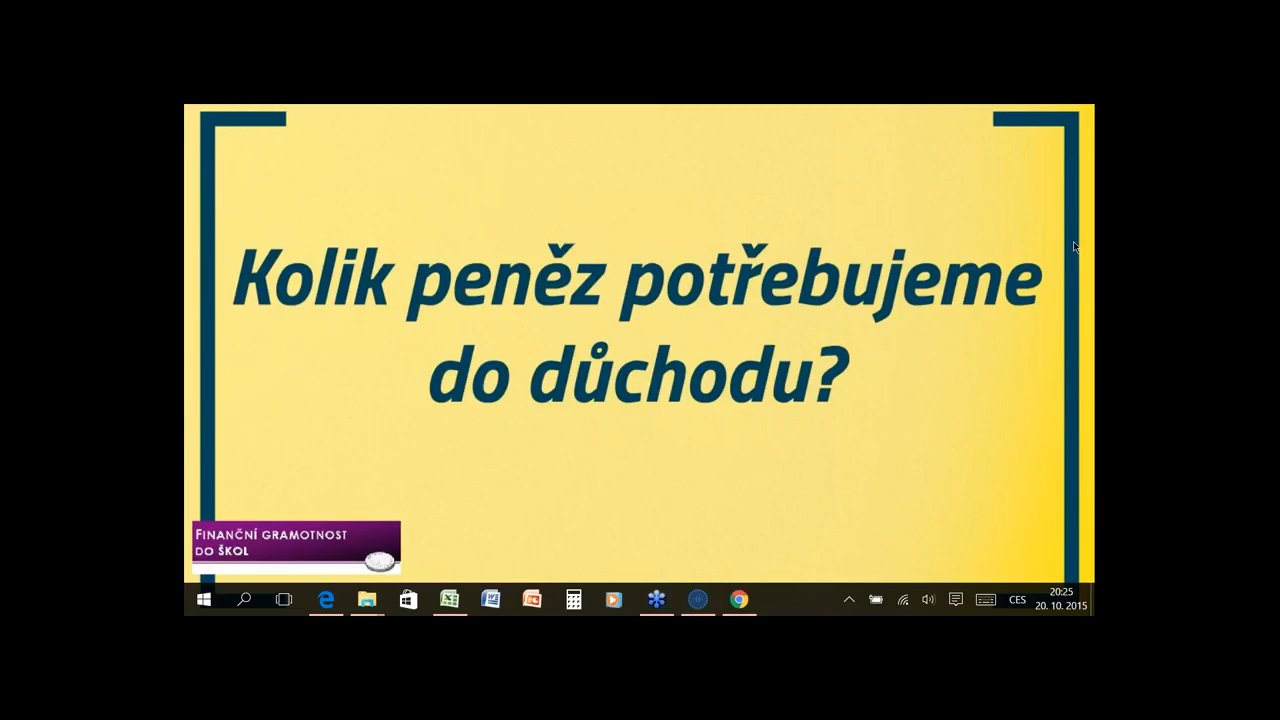 Kolik peněz potřebujeme
do důchodu?
FINANČNÍ GRAMOTNOST
DO ŠKOL
CES
20:25
20. 10. 2015